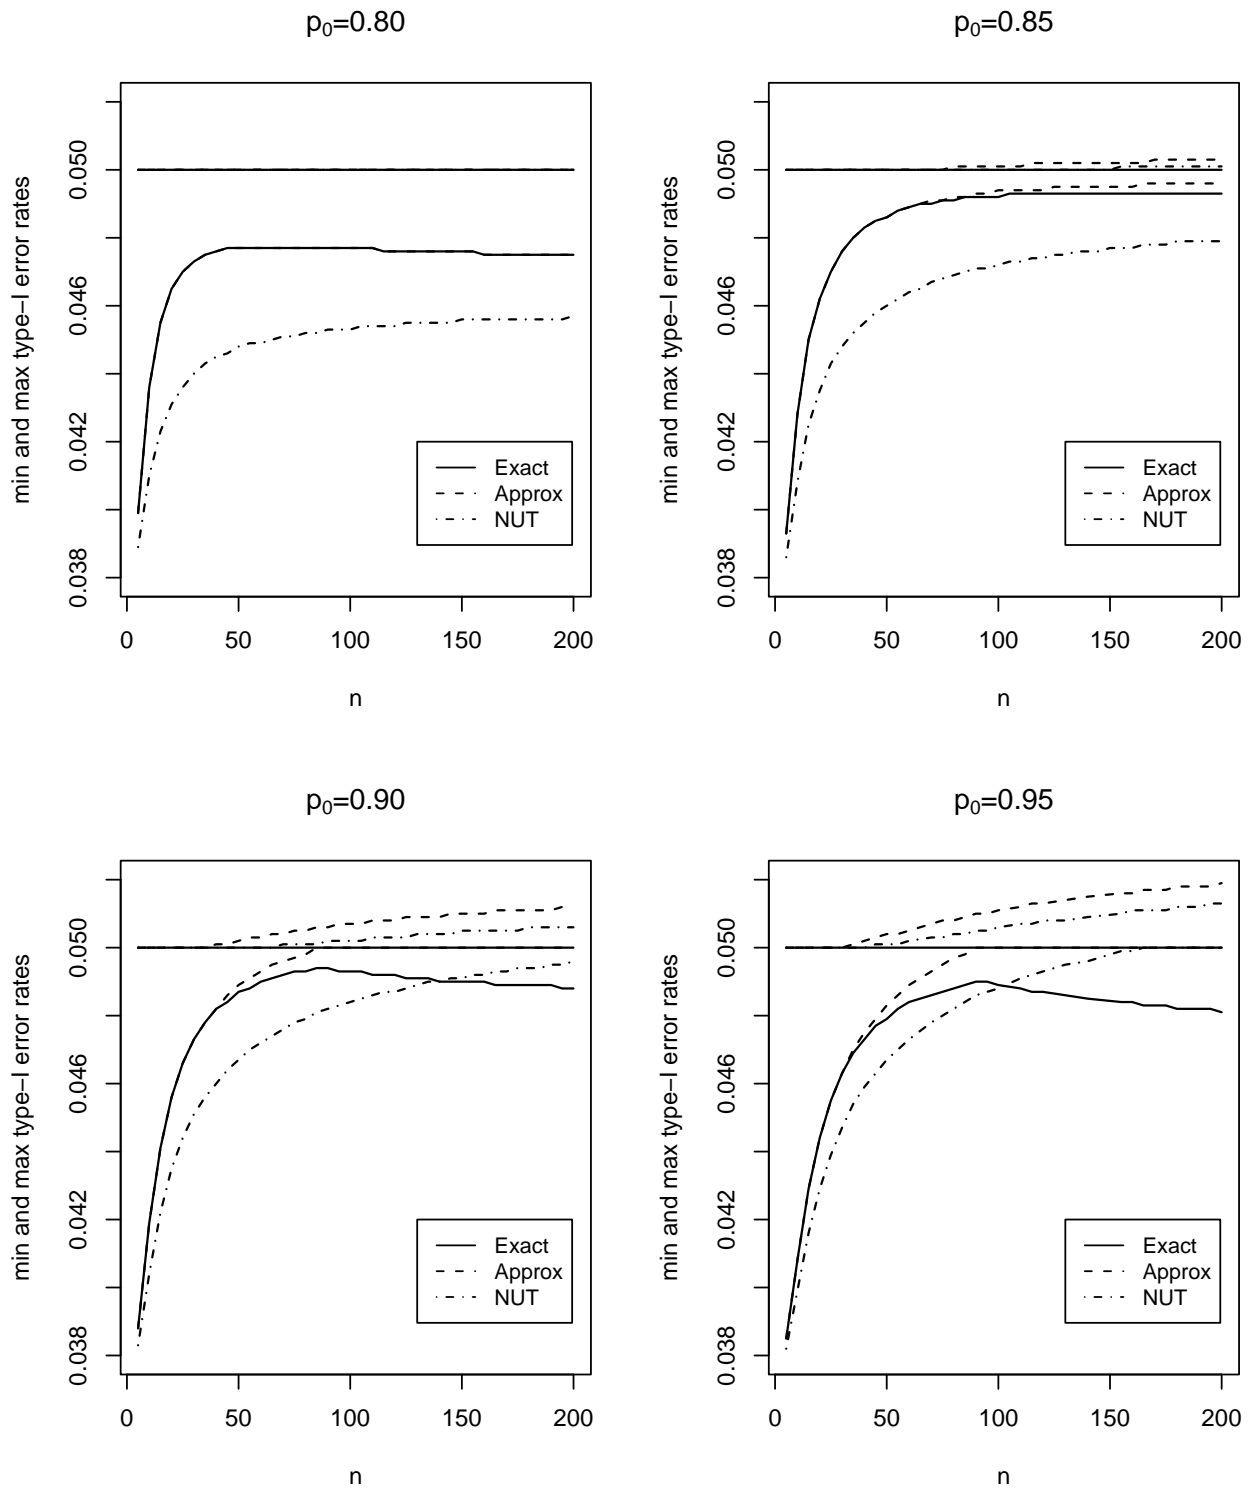 p₀=0.80
min and max type−I error rates
0.050
0.046
0.042
0.038
Exact
Approx
NUT
0 50 100 150 200
n
p₀=0.85
min and max type−I error rates
0.050
0.046
0.042
0.038
Exact
Approx
NUT
0 50 100 150 200
n
p₀=0.90
min and max type−I error rates
0.050
0.046
0.042
0.038
Exact
Approx
NUT
0 50 100 150 200
n
p₀=0.95
min and max type−I error rates
0.050
0.046
0.042
0.038
Exact
Approx
NUT
0 50 100 150 200
n